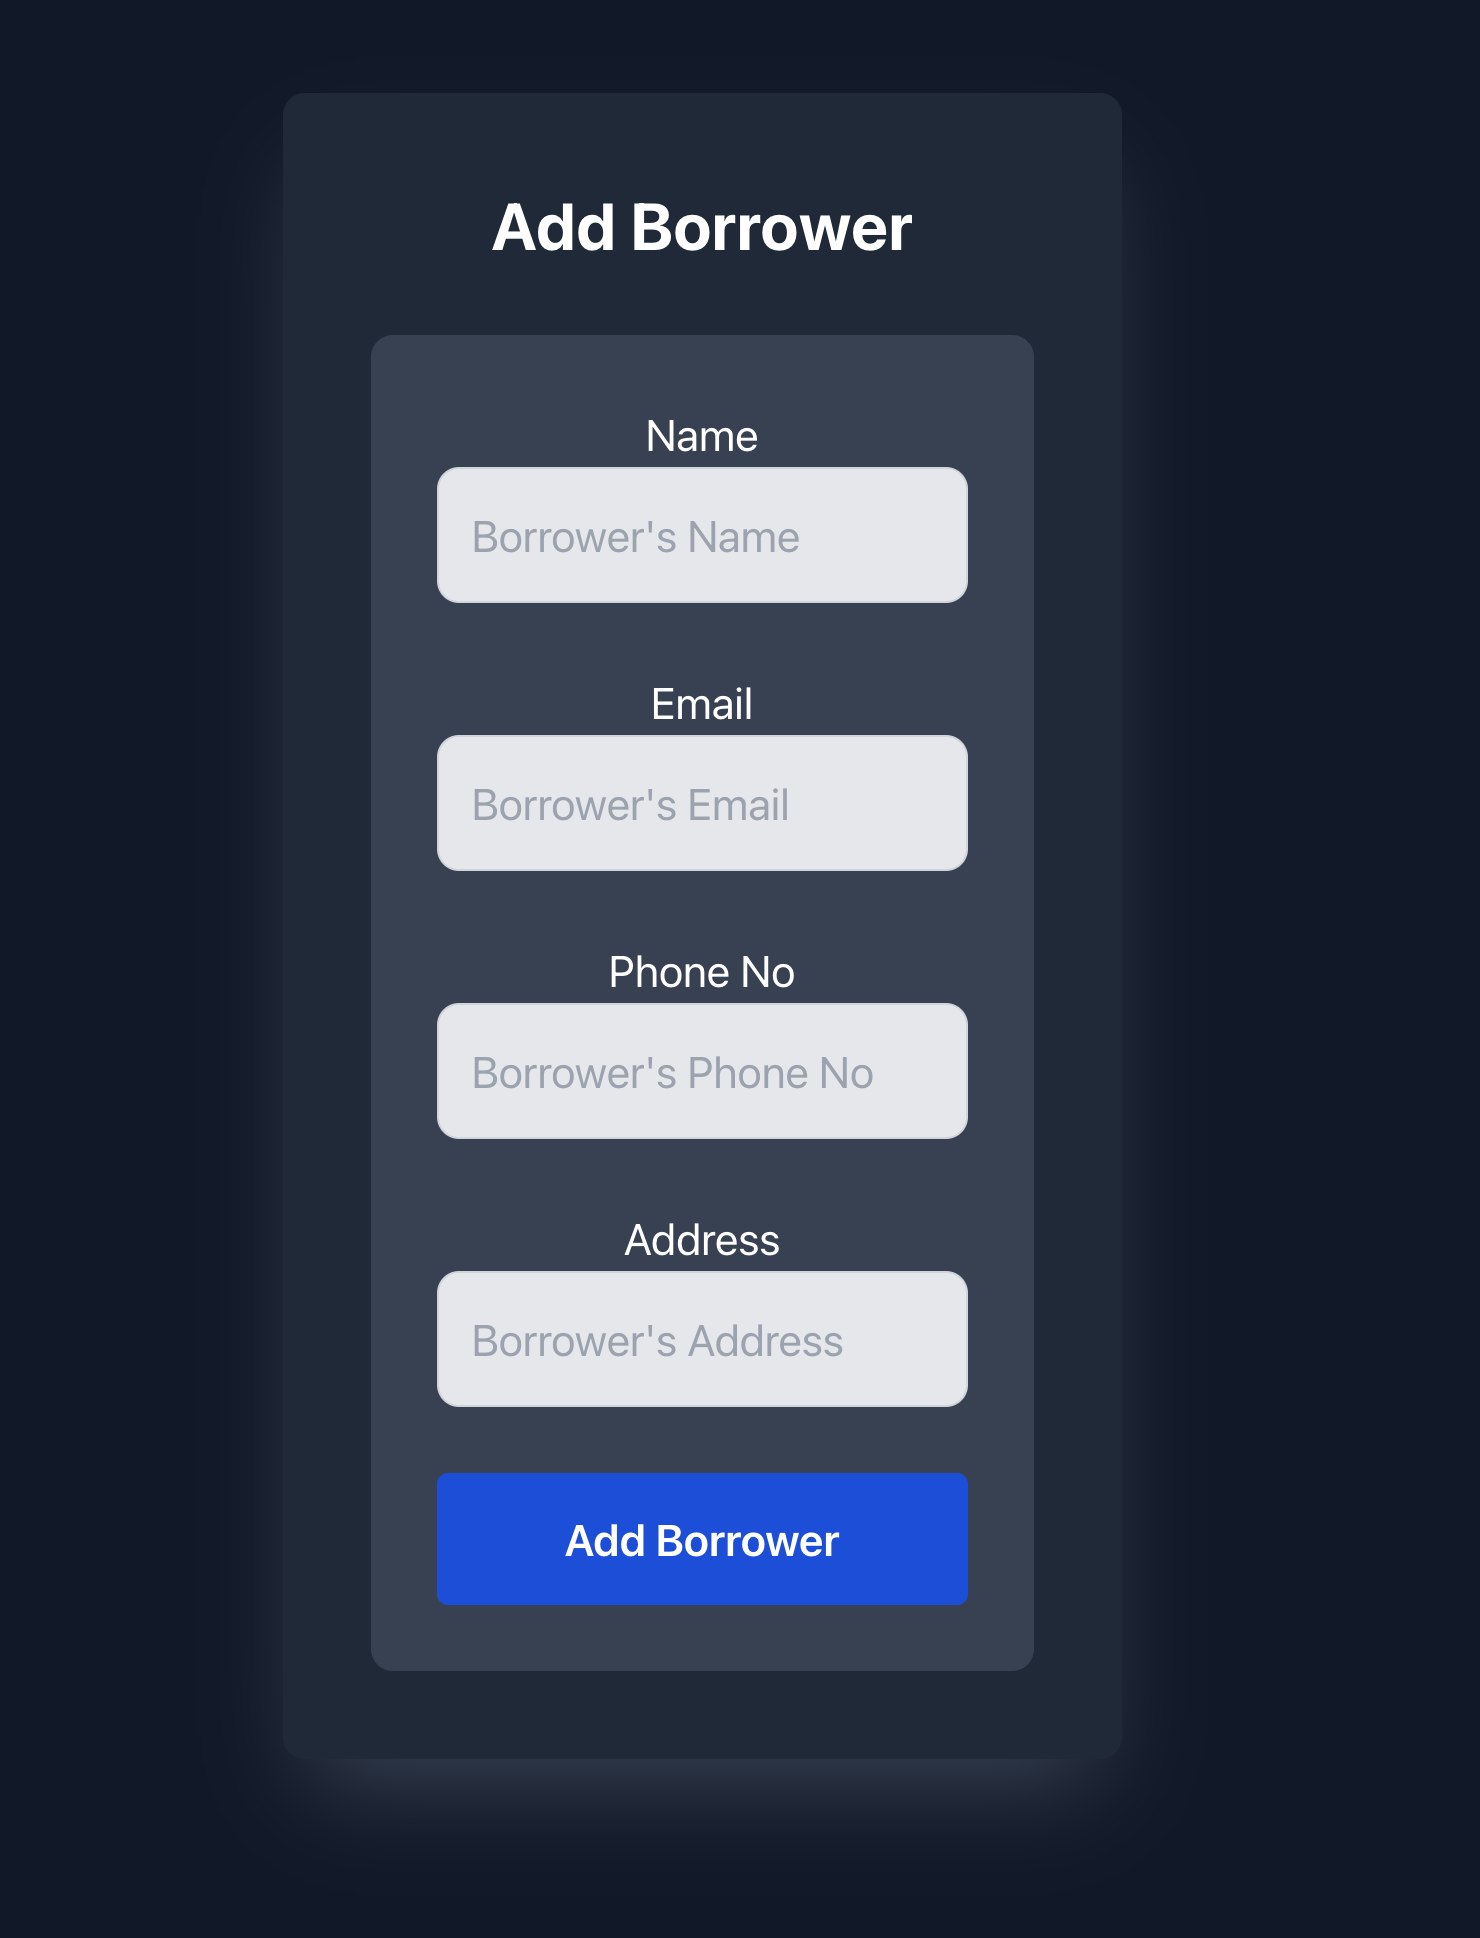 Add Borrower
Name
Borrower's Name
Email
Borrower's Email
Phone No
Borrower's Phone No
Address
Borrower's Address
Add Borrower